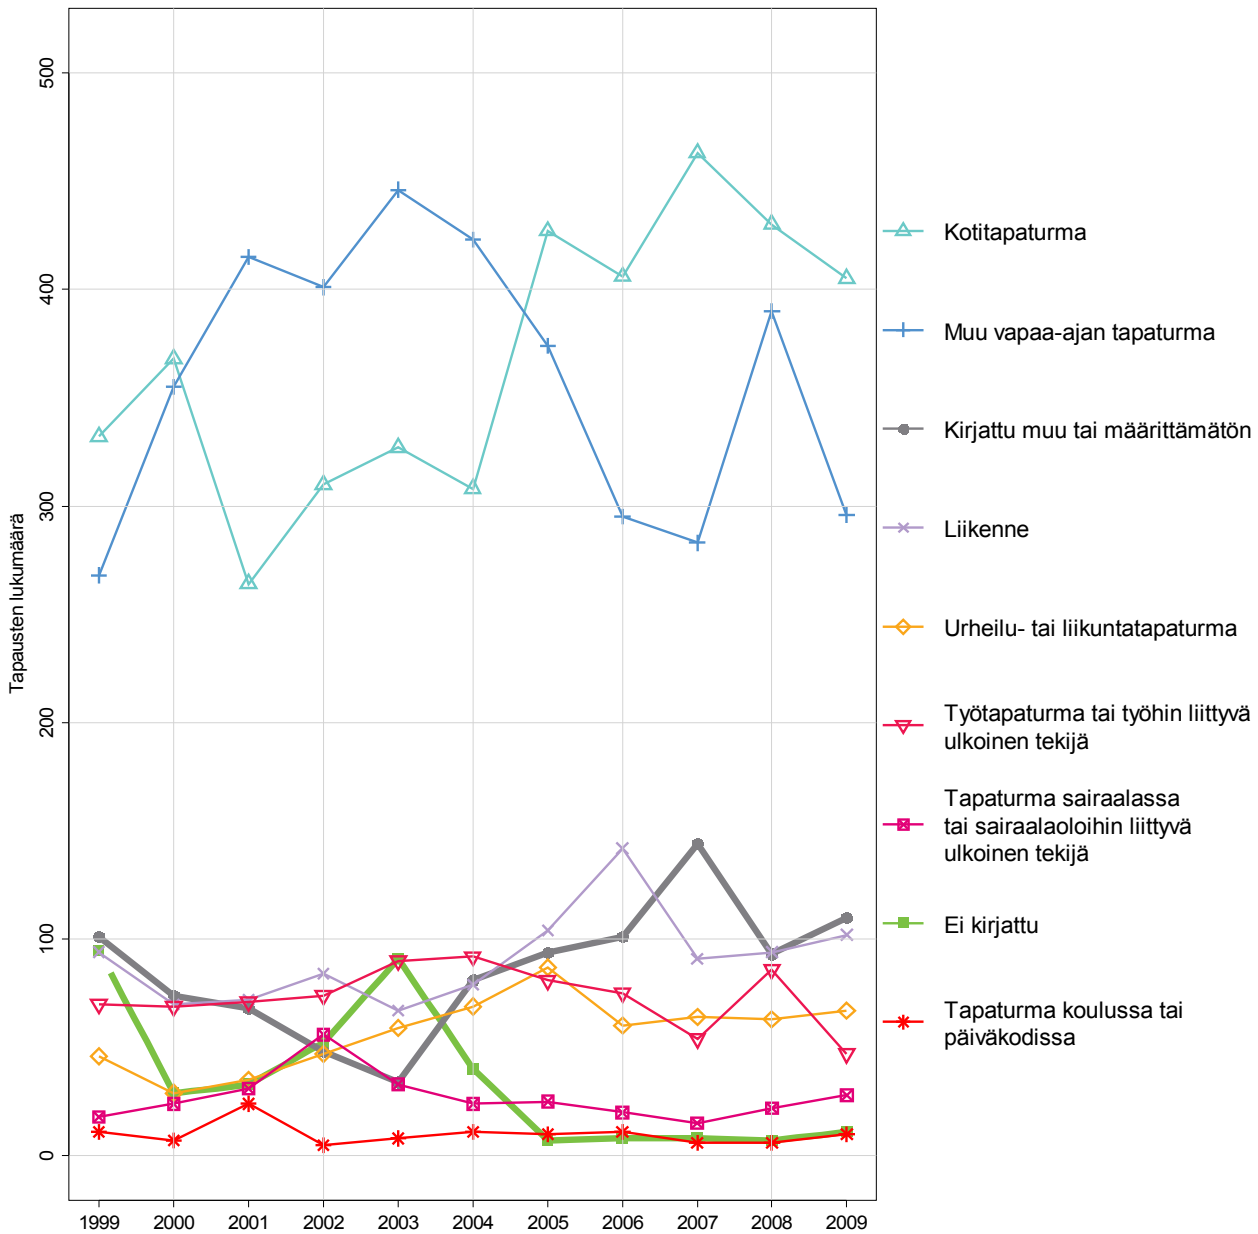 500
400
300
200
100
0
Tapausten lukumäärä
1999 2000 2001 2002 2003 2004 2005 2006 2007 2008 2009
Kotitapaturma
Muu vapaa-ajan tapaturma
Kirjattu muu tai määrittämätön
Liikenne
Urheilu- tai liikuntatapaturma
Työtapaturma tai työhin liittyvä
ulkoinen tekijä
Tapaturma sairaalassa
tai sairaalaoloihin liittyvä
ulkoinen tekijä
Ei kirjattu
Tapaturma koulussa tai
päiväkodissa